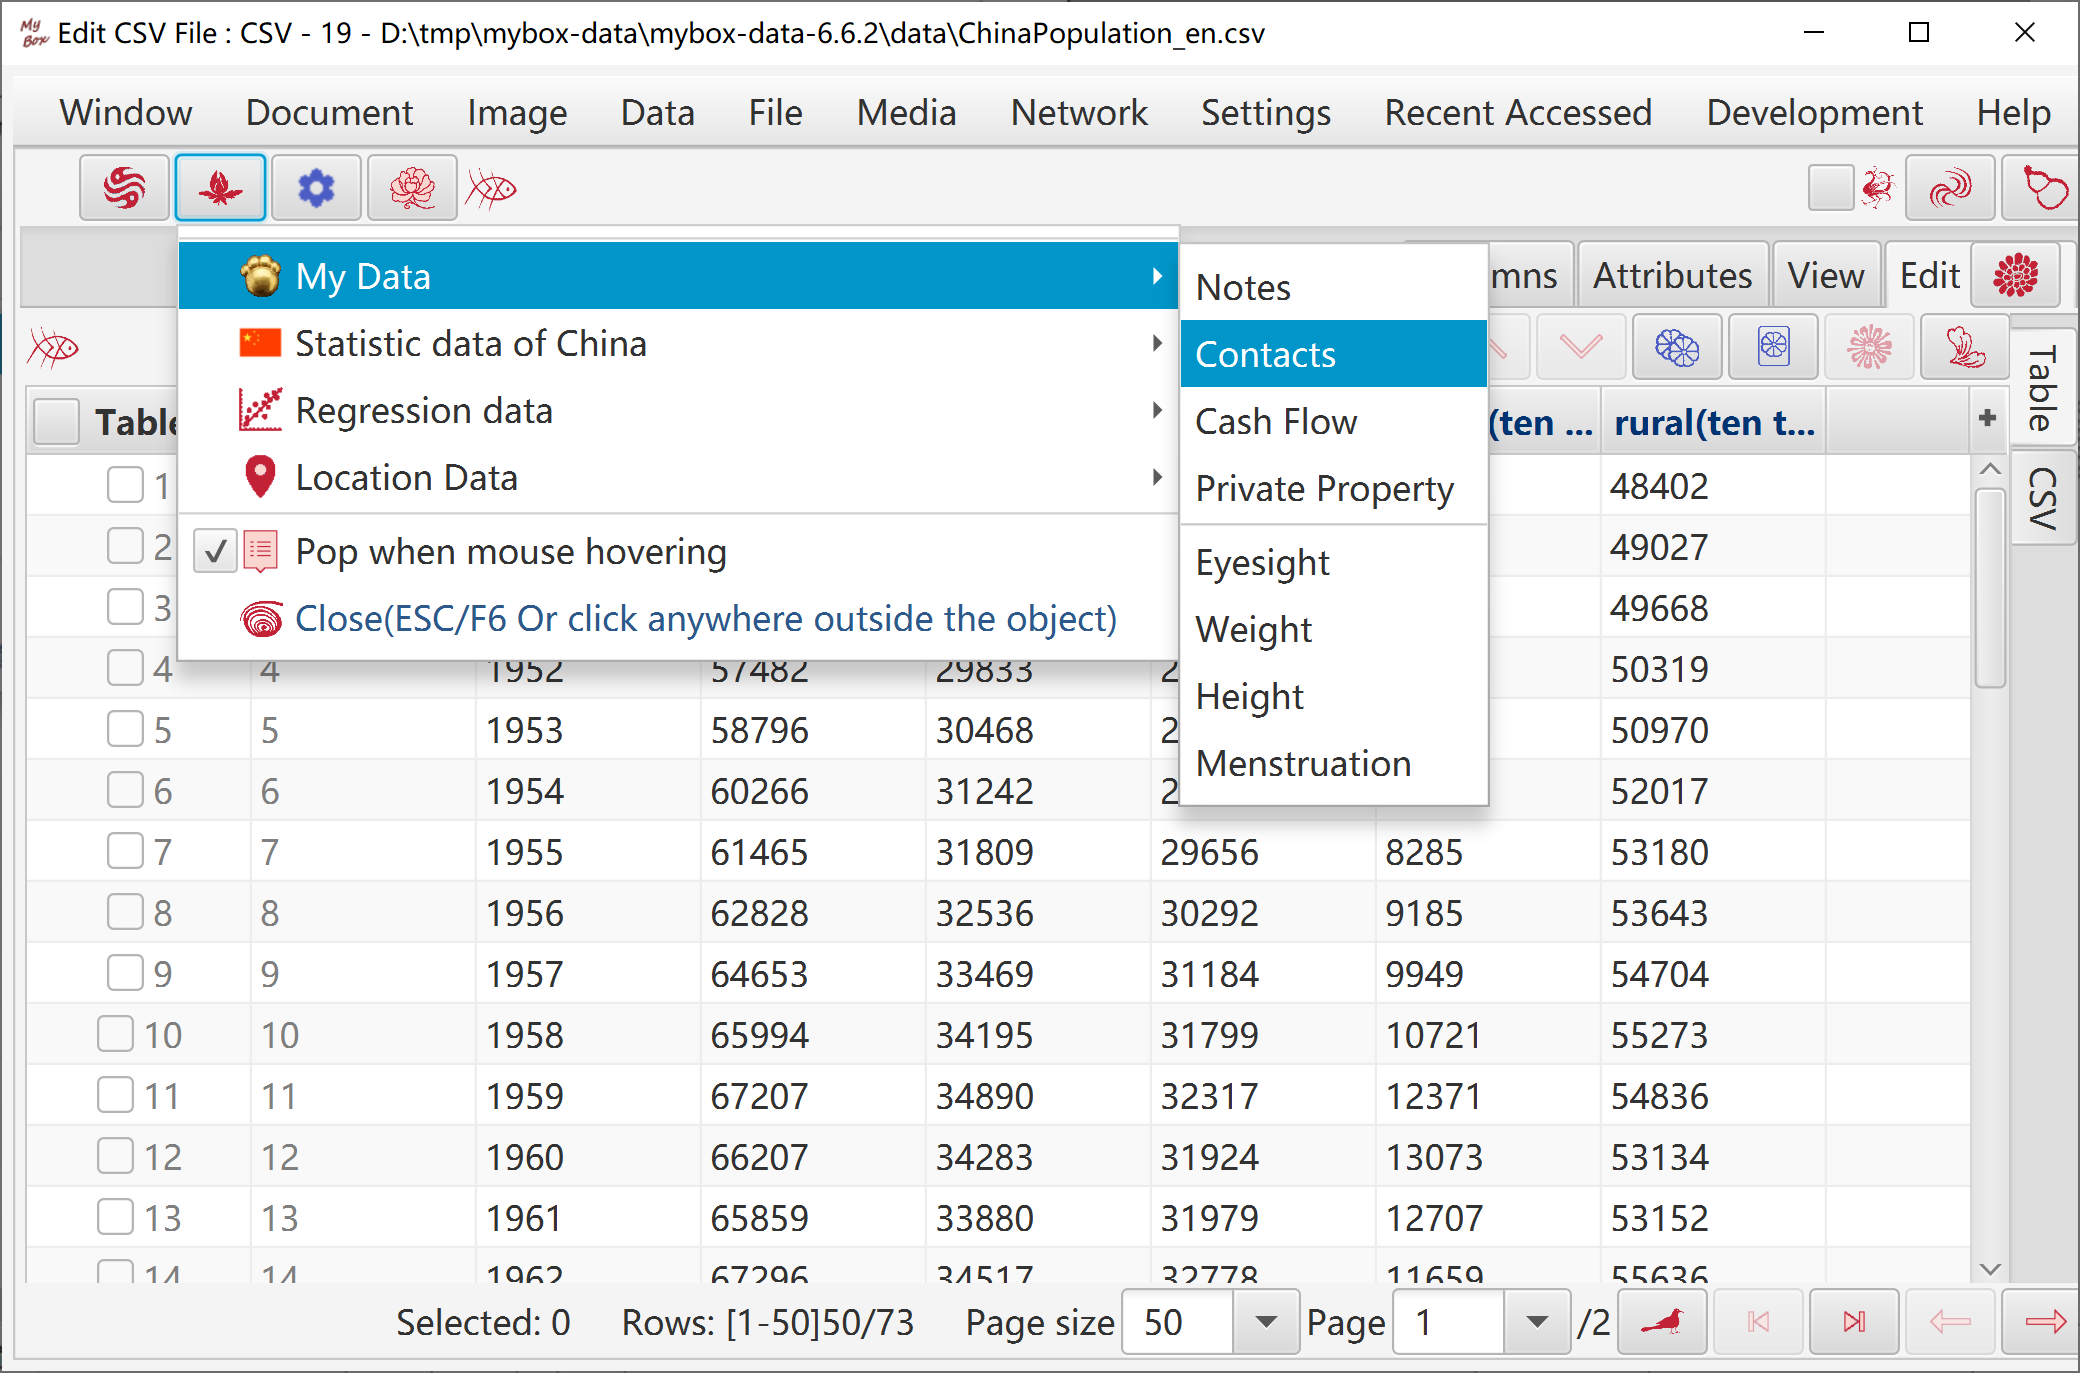 My Box Edit CSV File : CSV - 19 - D:\tmp\mybox-data\mybox-data-6.6.2\data\ChinaPopulation_en.csv
Window Document Image Data File Media Network Settings Recent Accessed Development Help
My Data
Statistic data of China
Regression data
Location Data
Pop when mouse hovering
Close(ESC/F6 Or click anywhere outside the object)
Notes
Contacts
Cash Flow
Private Property
Eyesight
Weight
Height
Menstruation
mns Attributes View Edit
Table
CSV
Table (ten ... rural(ten t... +
1 48402
2 49027
3 49668
4 4 1952 57482 29833 2 50319
5 5 1953 58796 30468 2 50970
6 6 1954 60266 31242 2 52017
7 7 1955 61465 31809 29656 8285 53180
8 8 1956 62828 32536 30292 9185 53643
9 9 1957 64653 33469 31184 9949 54704
10 10 1958 65994 34195 31799 10721 55273
11 11 1959 67207 34890 32317 12371 54836
12 12 1960 66207 34283 31924 13073 53134
13 13 1961 65859 33880 31979 12707 53152
14 14 1962 67296 34517 32778 11659 55636
Selected: 0 Rows: [1-50]50/73 Page size 50 Page 1 /2